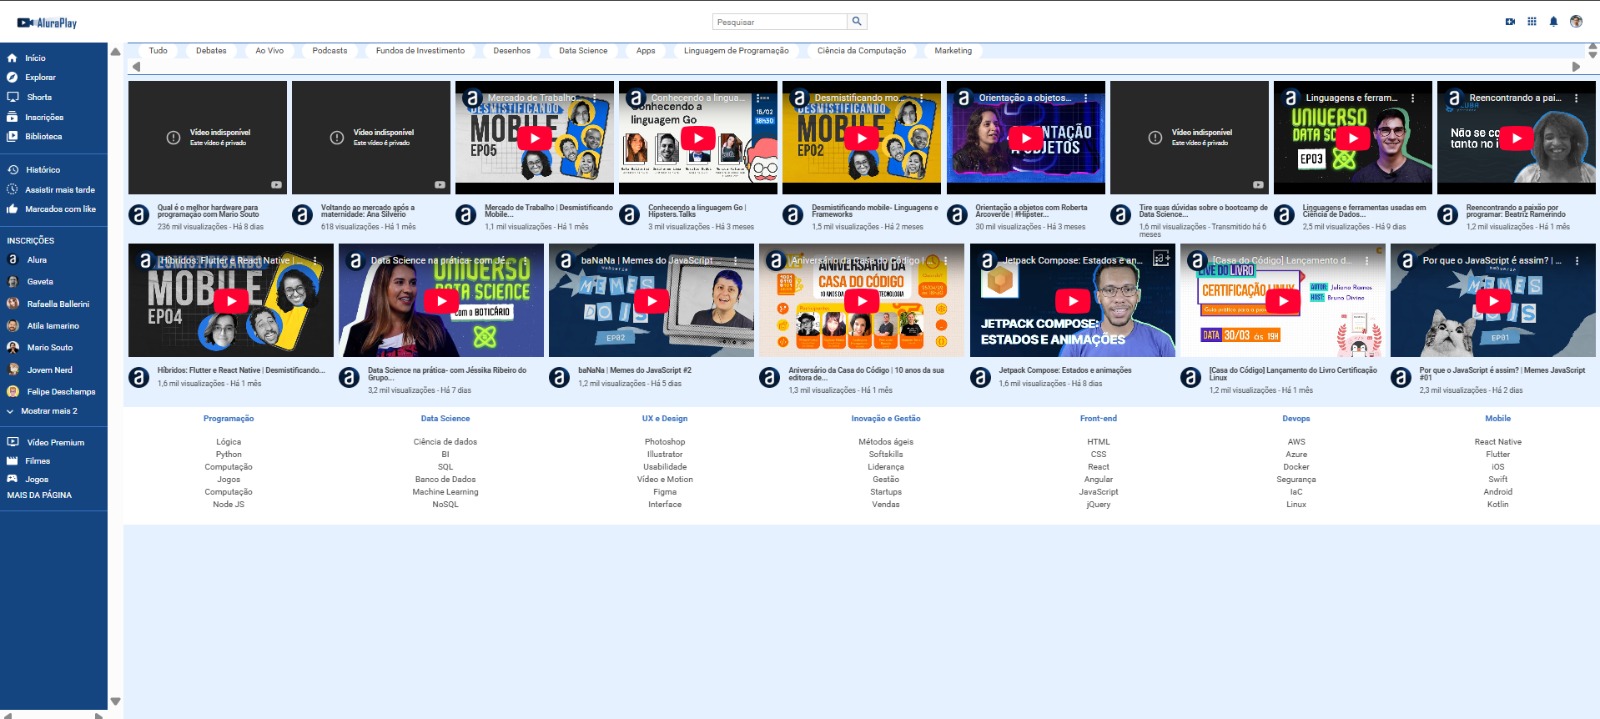 AluraPlay
Pesquisar
Início
Explorar
Shorts
Inscrições
Biblioteca
Histórico
Assistir mais tarde
Marcados com like
INSCRIÇÕES
Alura
Gaveta
Rafaella Ballerini
Atila Iamarino
Mario Souto
Jovem Nerd
Felipe Deschamps
Mostrar mais 2
Vídeo Premium
Filmes
Jogos
MAIS DA PÁGINA
Tudo
Debates
Ao Vivo
Podcasts
Fundos de Investimento
Desenhos
Data Science
Apps
Linguagem de Programação
Ciência da Computação
Marketing
Vídeo indisponível
Este vídeo é privado
Qual é o melhor hardware para
programação com Mario Souto
236 mil visualizações - Há 8 dias
Vídeo indisponível
Este vídeo é privado
Voltando ao mercado após a
maternidade: Ana Silvério
618 visualizações - Há 1 mês
Mercado de Trabalho
DESMISTIFICANDO
MOBILE
EP05
Mercado de Trabalho | Desmistificando
Mobile...
1,1 mil visualizações - Há 1 mês
Conhecendo a lingua...
Conhecendo a
linguagem Go
15/02
18h30
Conhecendo a linguagem Go |
Hipsters.Talks
3 mil visualizações - Há 3 meses
Desmistificando mo...
DESMISTIFICANDO
MOBILE
EP02
Desmistificando mobile- Linguagens e
Frameworks
1,5 mil visualizações - Há 2 meses
Orientação a objetos...
ORIENTAÇÃO
A OBJETOS
Orientação a objetos com Roberta
Arcoverde | #Hipster...
30 mil visualizações - Há 3 meses
Vídeo indisponível
Este vídeo é privado
Tire suas dúvidas sobre o bootcamp de
Data Science...
1,6 mil visualizações - Transmitido há 6
meses
Linguagens e ferram...
UNIVERSO
DATA SC
EP03
Linguagens e ferramentas usadas em
Ciência de Dados...
2,5 mil visualizações - Há 9 dias
Reencontrando a pai...
Não se co
tanto no i
Reencontrando a paixão por
programar: Beatriz Ramerindo
1,2 mil visualizações - Há 1 mês
Híbridos: Flutter e React Native | ...
DESMISTIFICANDO
MOBILE
EP04
Híbridos: Flutter e React Native | Desmistificando...
1,6 mil visualizações - Há 1 mês
Data Science na prática- com Jé...
UNIVERSO
DATA SCIENCE
com o BOTICÁRIO
Data Science na prática- com Jéssika Ribeiro do
Grupo...
3,2 mil visualizações - Há 7 dias
baNaNa | Memes do JavaScript
MEMES
DO JS
EP02
baNaNa | Memes do JavaScript #2
1,2 mil visualizações - Há 5 dias
Aniversário da Casa do Código |
ANIVERSÁRIO DA
CASA DO CÓDIGO
Aniversário da Casa do Código | 10 anos da sua
editora de...
1,3 mil visualizações - Há 1 mês
Jetpack Compose: Estados e an...
JETPACK COMPOSE:
ESTADOS E ANIMAÇÕES
Jetpack Compose: Estados e animações
1,6 mil visualizações - Há 8 dias
[Casa do Código] Lançamento d...
LIVE DO LIVRO
CERTIFICAÇÃO LINUX
AUTOR: Juliano Ramos
HOST: Bruno Divino
DATA 30/03 às 19H
[Casa do Código] Lançamento do Livro Certificação
Linux
1,2 mil visualizações - Há 1 mês
Por que o JavaScript é assim? | ...
MEMES
DO JS
EP01
Por que o JavaScript é assim? | Memes JavaScript
#01
2,3 mil visualizações - Há 2 dias
Programação
Lógica
Python
Computação
Jogos
Computação
Node JS
Data Science
Ciência de dados
BI
SQL
Banco de Dados
Machine Learning
NoSQL
UX e Design
Photoshop
Illustrator
Usabilidade
Vídeo e Motion
Figma
Interface
Inovação e Gestão
Métodos ágeis
Softskills
Liderança
Gestão
Startups
Vendas
Front-end
HTML
CSS
React
Angular
JavaScript
jQuery
Devops
AWS
Azure
Docker
Segurança
IaC
Linux
Mobile
React Native
Flutter
iOS
Swift
Android
Kotlin